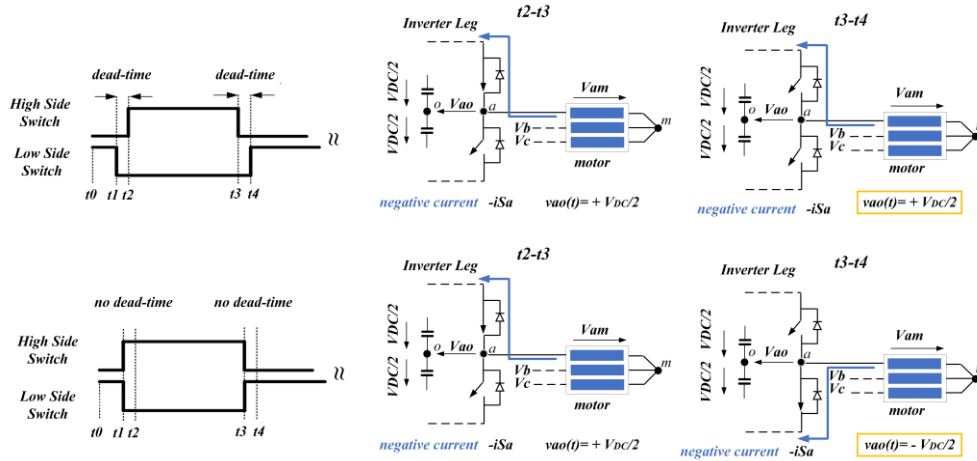 t2-t3
t3-t4
Inverter Leg
Inverter Leg
dead-time
dead-time
High Side
Switch
Low Side
Switch
t0
t1 t2
t3 t4
VDC/2
VDC/2
o
Vao
a
Vam
m
Vb
Vc
motor
negative current -iSa
vao(t)= + VDC/2
VDC/2
VDC/2
o
Vao
a
Vam
Vb
Vc
motor
negative current -iSa
vao(t)= + VDC/2
t2-t3
t3-t4
Inverter Leg
Inverter Leg
no dead-time
no dead-time
High Side
Switch
Low Side
Switch
t0
t1 t2
t3 t4
VDC/2
VDC/2
o
Vao
a
Vam
m
Vb
Vc
motor
negative current -iSa
vao(t)= + VDC/2
VDC/2
VDC/2
o
Vao
a
Vam
Vb
Vc
motor
negative current -iSa
vao(t)= - VDC/2